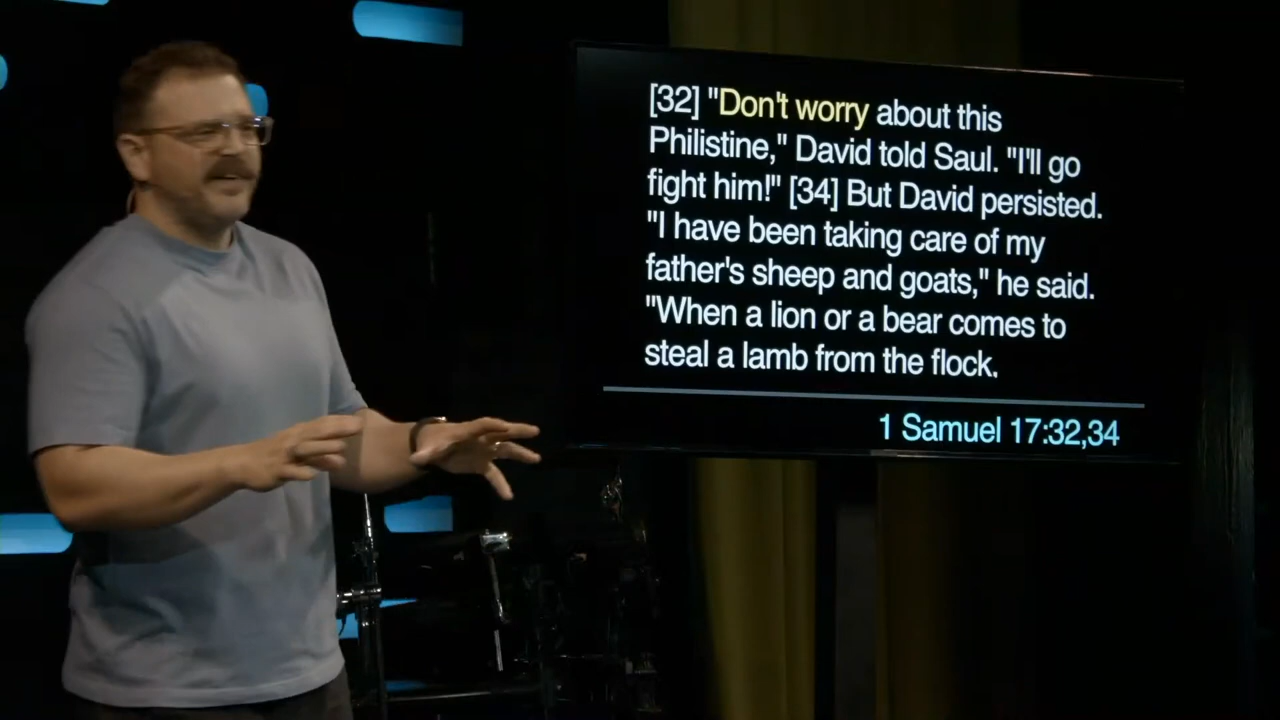 [32] "Don't worry about this
Philistine," David told Saul. "I'll go
fight him!" [34] But David persisted.
"I have been taking care of my
father's sheep and goats," he said.
"When a lion or a bear comes to
steal a lamb from the flock.
1 Samuel 17:32,34